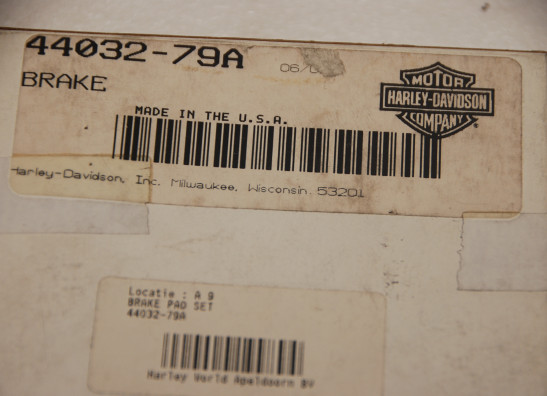 44032-79A
06/
BRAKE
MOTOR
HARLEY-DAVIDSON
COMPANY
MADE IN THE U.S.A.
Harley-Davidson, Inc. Milwaukee, Wisconsin 53201
Locatie : A 9
BRAKE PAD SET
44032-79A
Harley World Apeldoorn BV